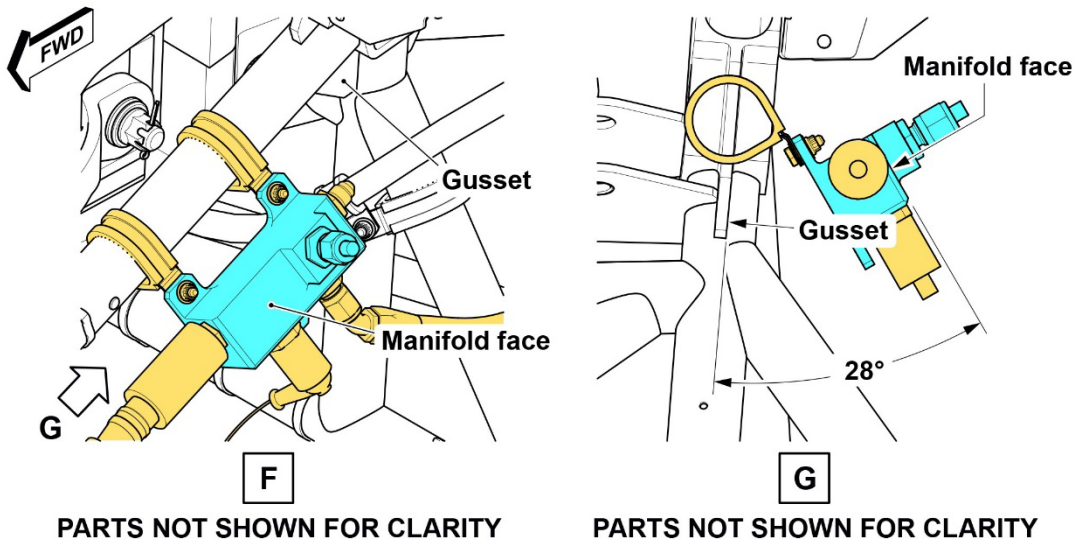 FWD
Gusset
Manifold face
G
F
PARTS NOT SHOWN FOR CLARITY
Manifold face
Gusset
28°
G
PARTS NOT SHOWN FOR CLARITY